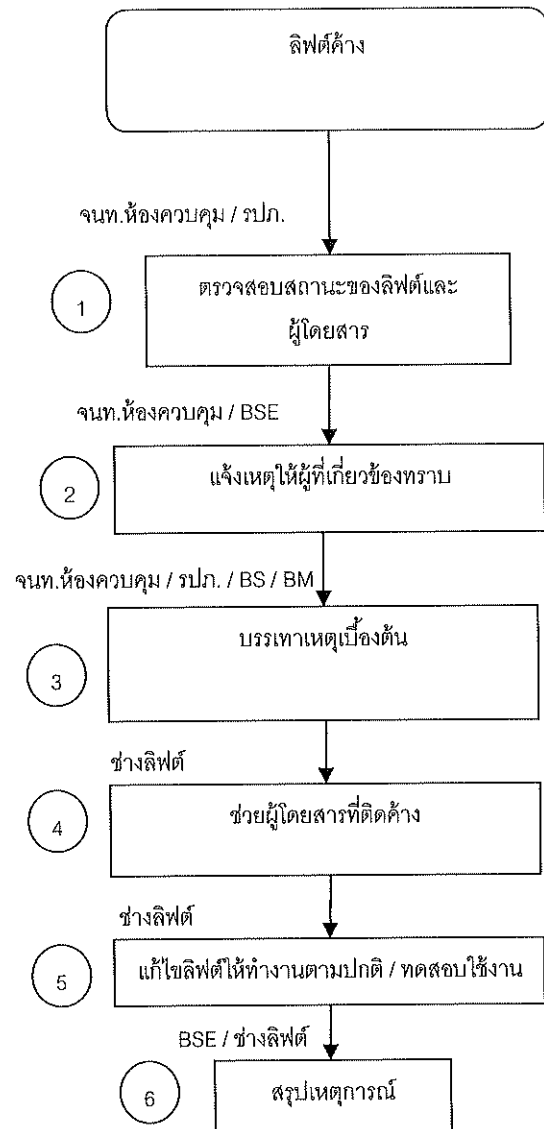 ลิฟต์ค้าง
จนท.ห้องควบคุม / รปภ.
1
ตรวจสอบสถานะของลิฟต์และ
ผู้โดยสาร
จนท.ห้องควบคุม / BSE
2
แจ้งเหตุให้ผู้ที่เกี่ยวข้องทราบ
จนท.ห้องควบคุม / รปภ. / BS / BM
3
บรรเทาเหตุเบื้องต้น
ช่างลิฟต์
4
ช่วยผู้โดยสารที่ติดค้าง
ช่างลิฟต์
5
แก้ไขลิฟต์ให้ทำงานตามปกติ / ทดสอบใช้งาน
BSE / ช่างลิฟต์
6
สรุปเหตุการณ์